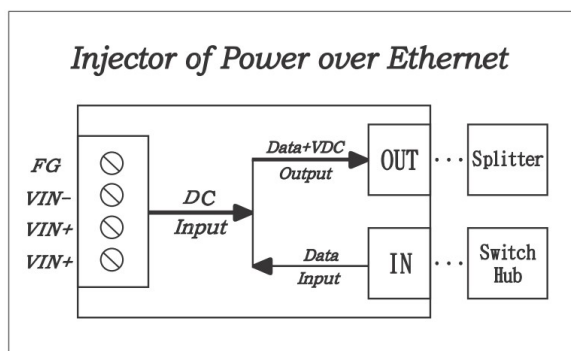 Injector of Power over Ethernet
FG
VIN-
VIN+
VIN+
DC
Input
Data+VDC
Output
Data
Input
OUT
IN
Splitter
Switch
Hub